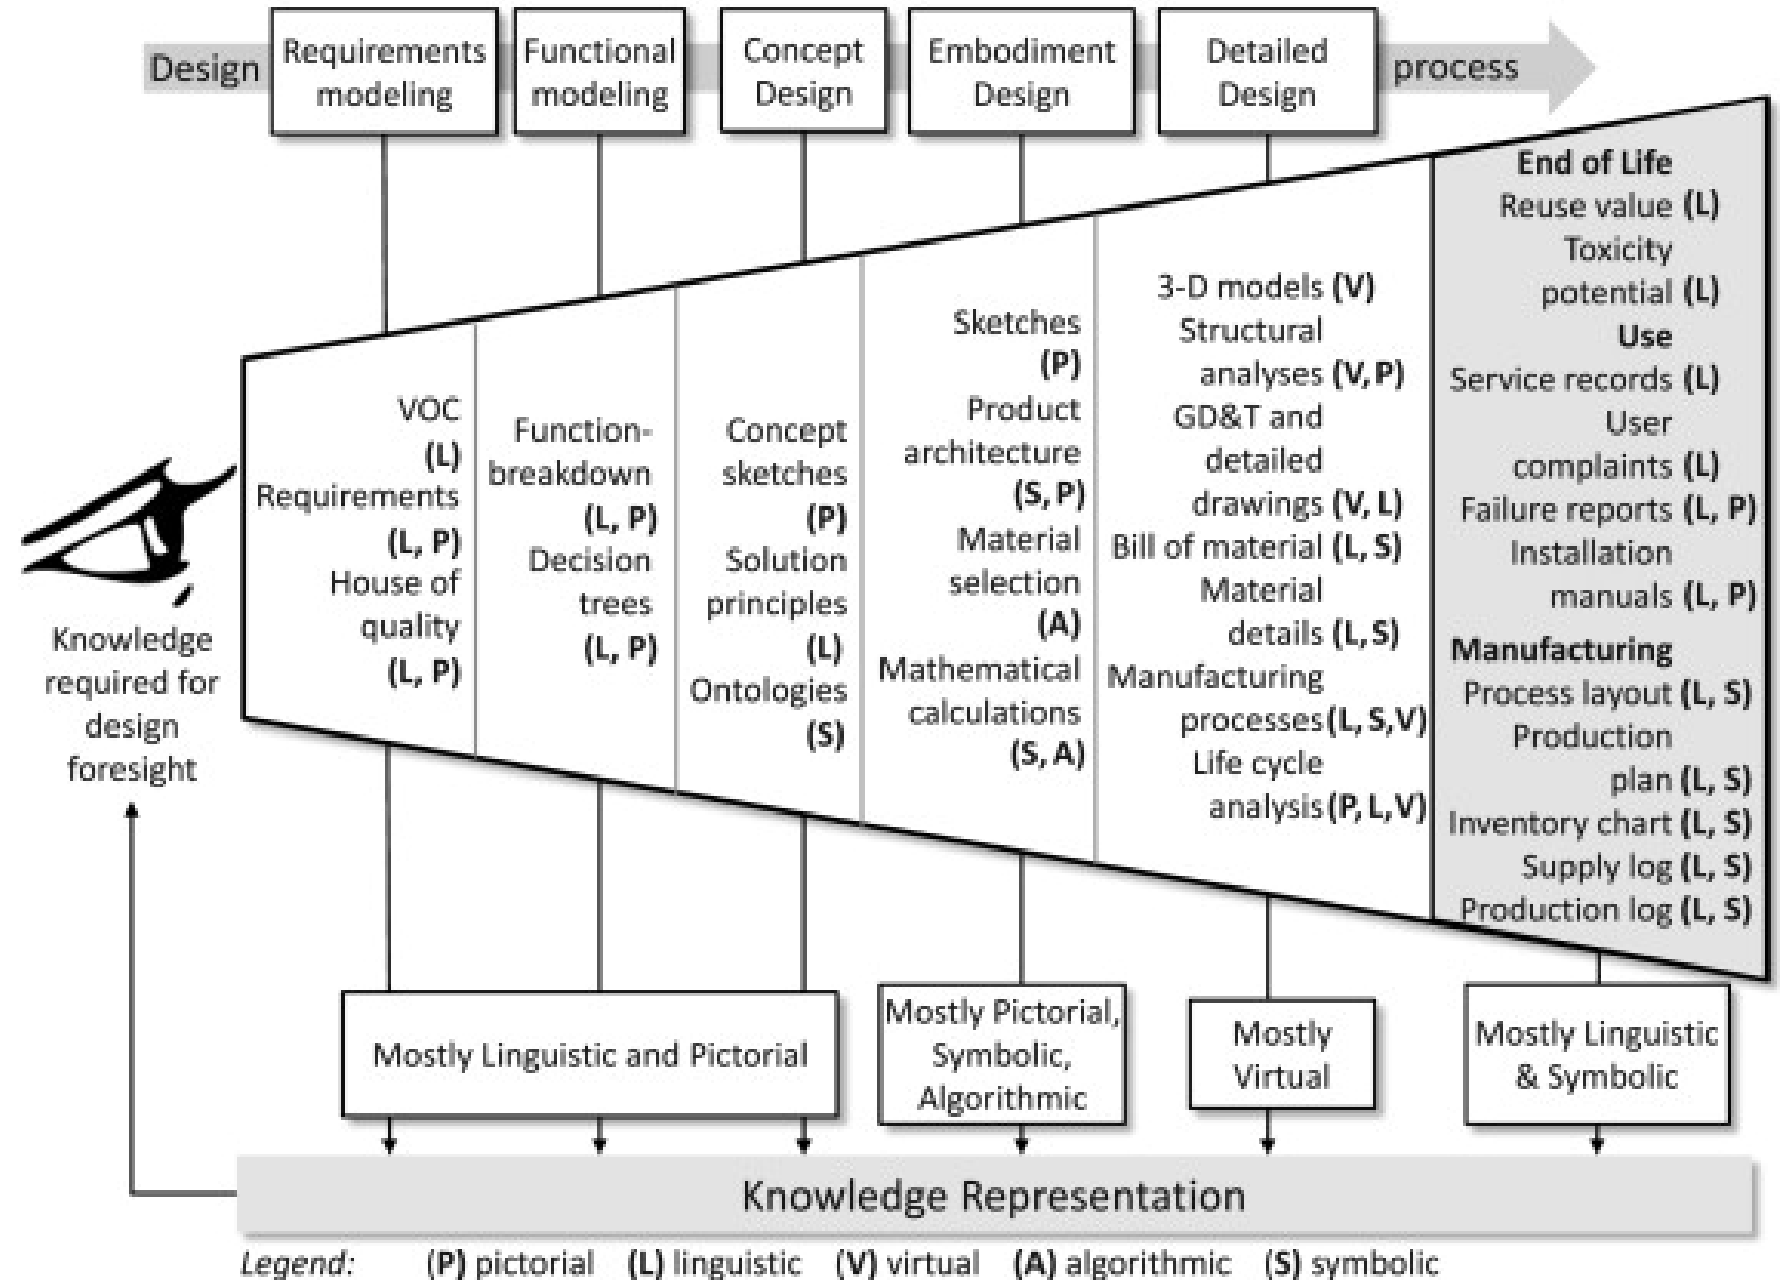 Design
Requirements
modeling
Functional
modeling
Concept
Design
Embodiment
Design
Detailed
Design
process
Knowledge
required for
design
foresight
VOC
(L)
Requirements
(L, P)
House of
quality
(L, P)
Function-
breakdown
(L, P)
Decision
trees
(L, P)
Concept
sketches
(P)
Solution
principles
(L)
Ontologies
(S)
Sketches
(P)
Product
architecture
(S, P)
Material
selection
(A)
Mathematical
calculations
(S, A)
3-D models (V)
Structural
analyses (V, P)
GD&T and
detailed
drawings (V, L)
Bill of material (L, S)
Material
details (L, S)
Manufacturing
processes (L, S,V)
Life cycle
analysis (P, L,V)
End of Life
Reuse value (L)
Toxicity
potential (L)
Use
Service records (L)
User
complaints (L)
Failure reports (L, P)
Installation
manuals (L, P)
Manufacturing
Process layout (L, S)
Production
plan (L, S)
Inventory chart (L, S)
Supply log (L, S)
Production log (L, S)
Mostly Linguistic and Pictorial
Mostly Pictorial,
Symbolic,
Algorithmic
Mostly
Virtual
Mostly Linguistic
& Symbolic
Knowledge Representation
Legend: (P) pictorial (L) linguistic (V) virtual (A) algorithmic (S) symbolic